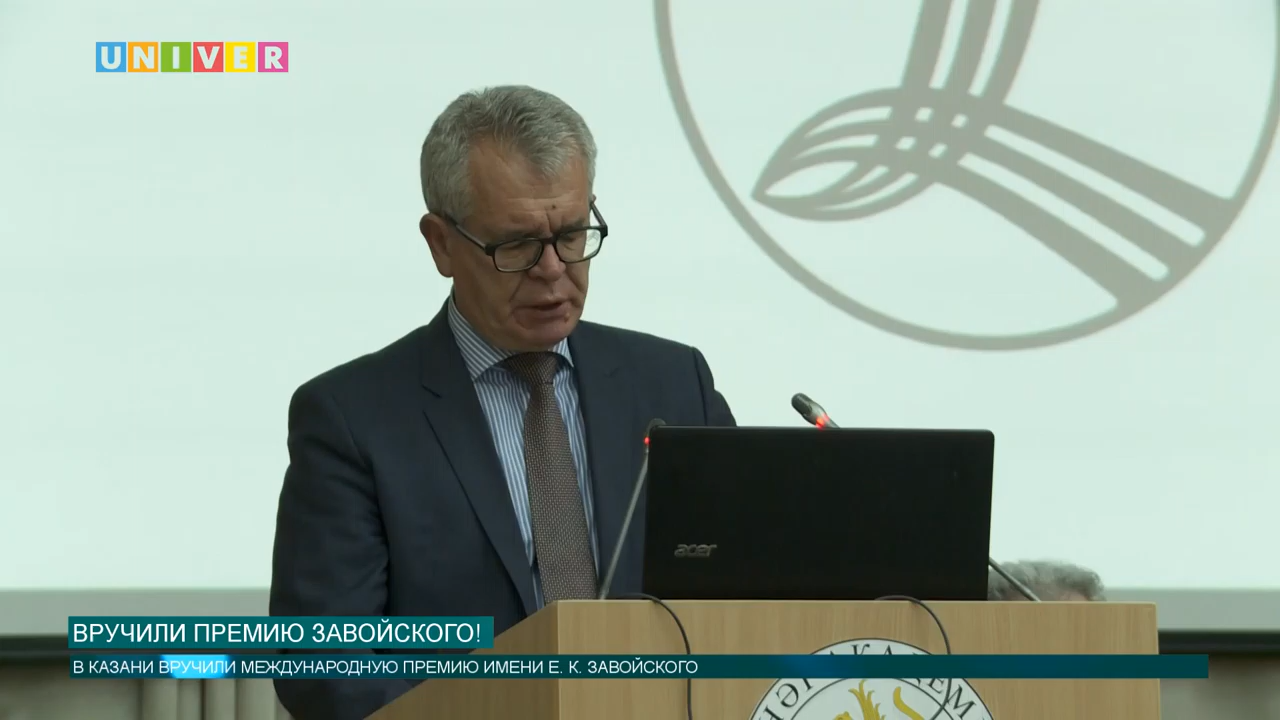 UNIVER
acer
ВРУЧИЛИ ПРЕМИЮ ЗАВОЙСКОГО!
В КАЗАНИ ВРУЧИЛИ МЕЖДУНАРОДНУЮ ПРЕМИЮ ИМЕНИ Е. К. ЗАВОЙСКОГО